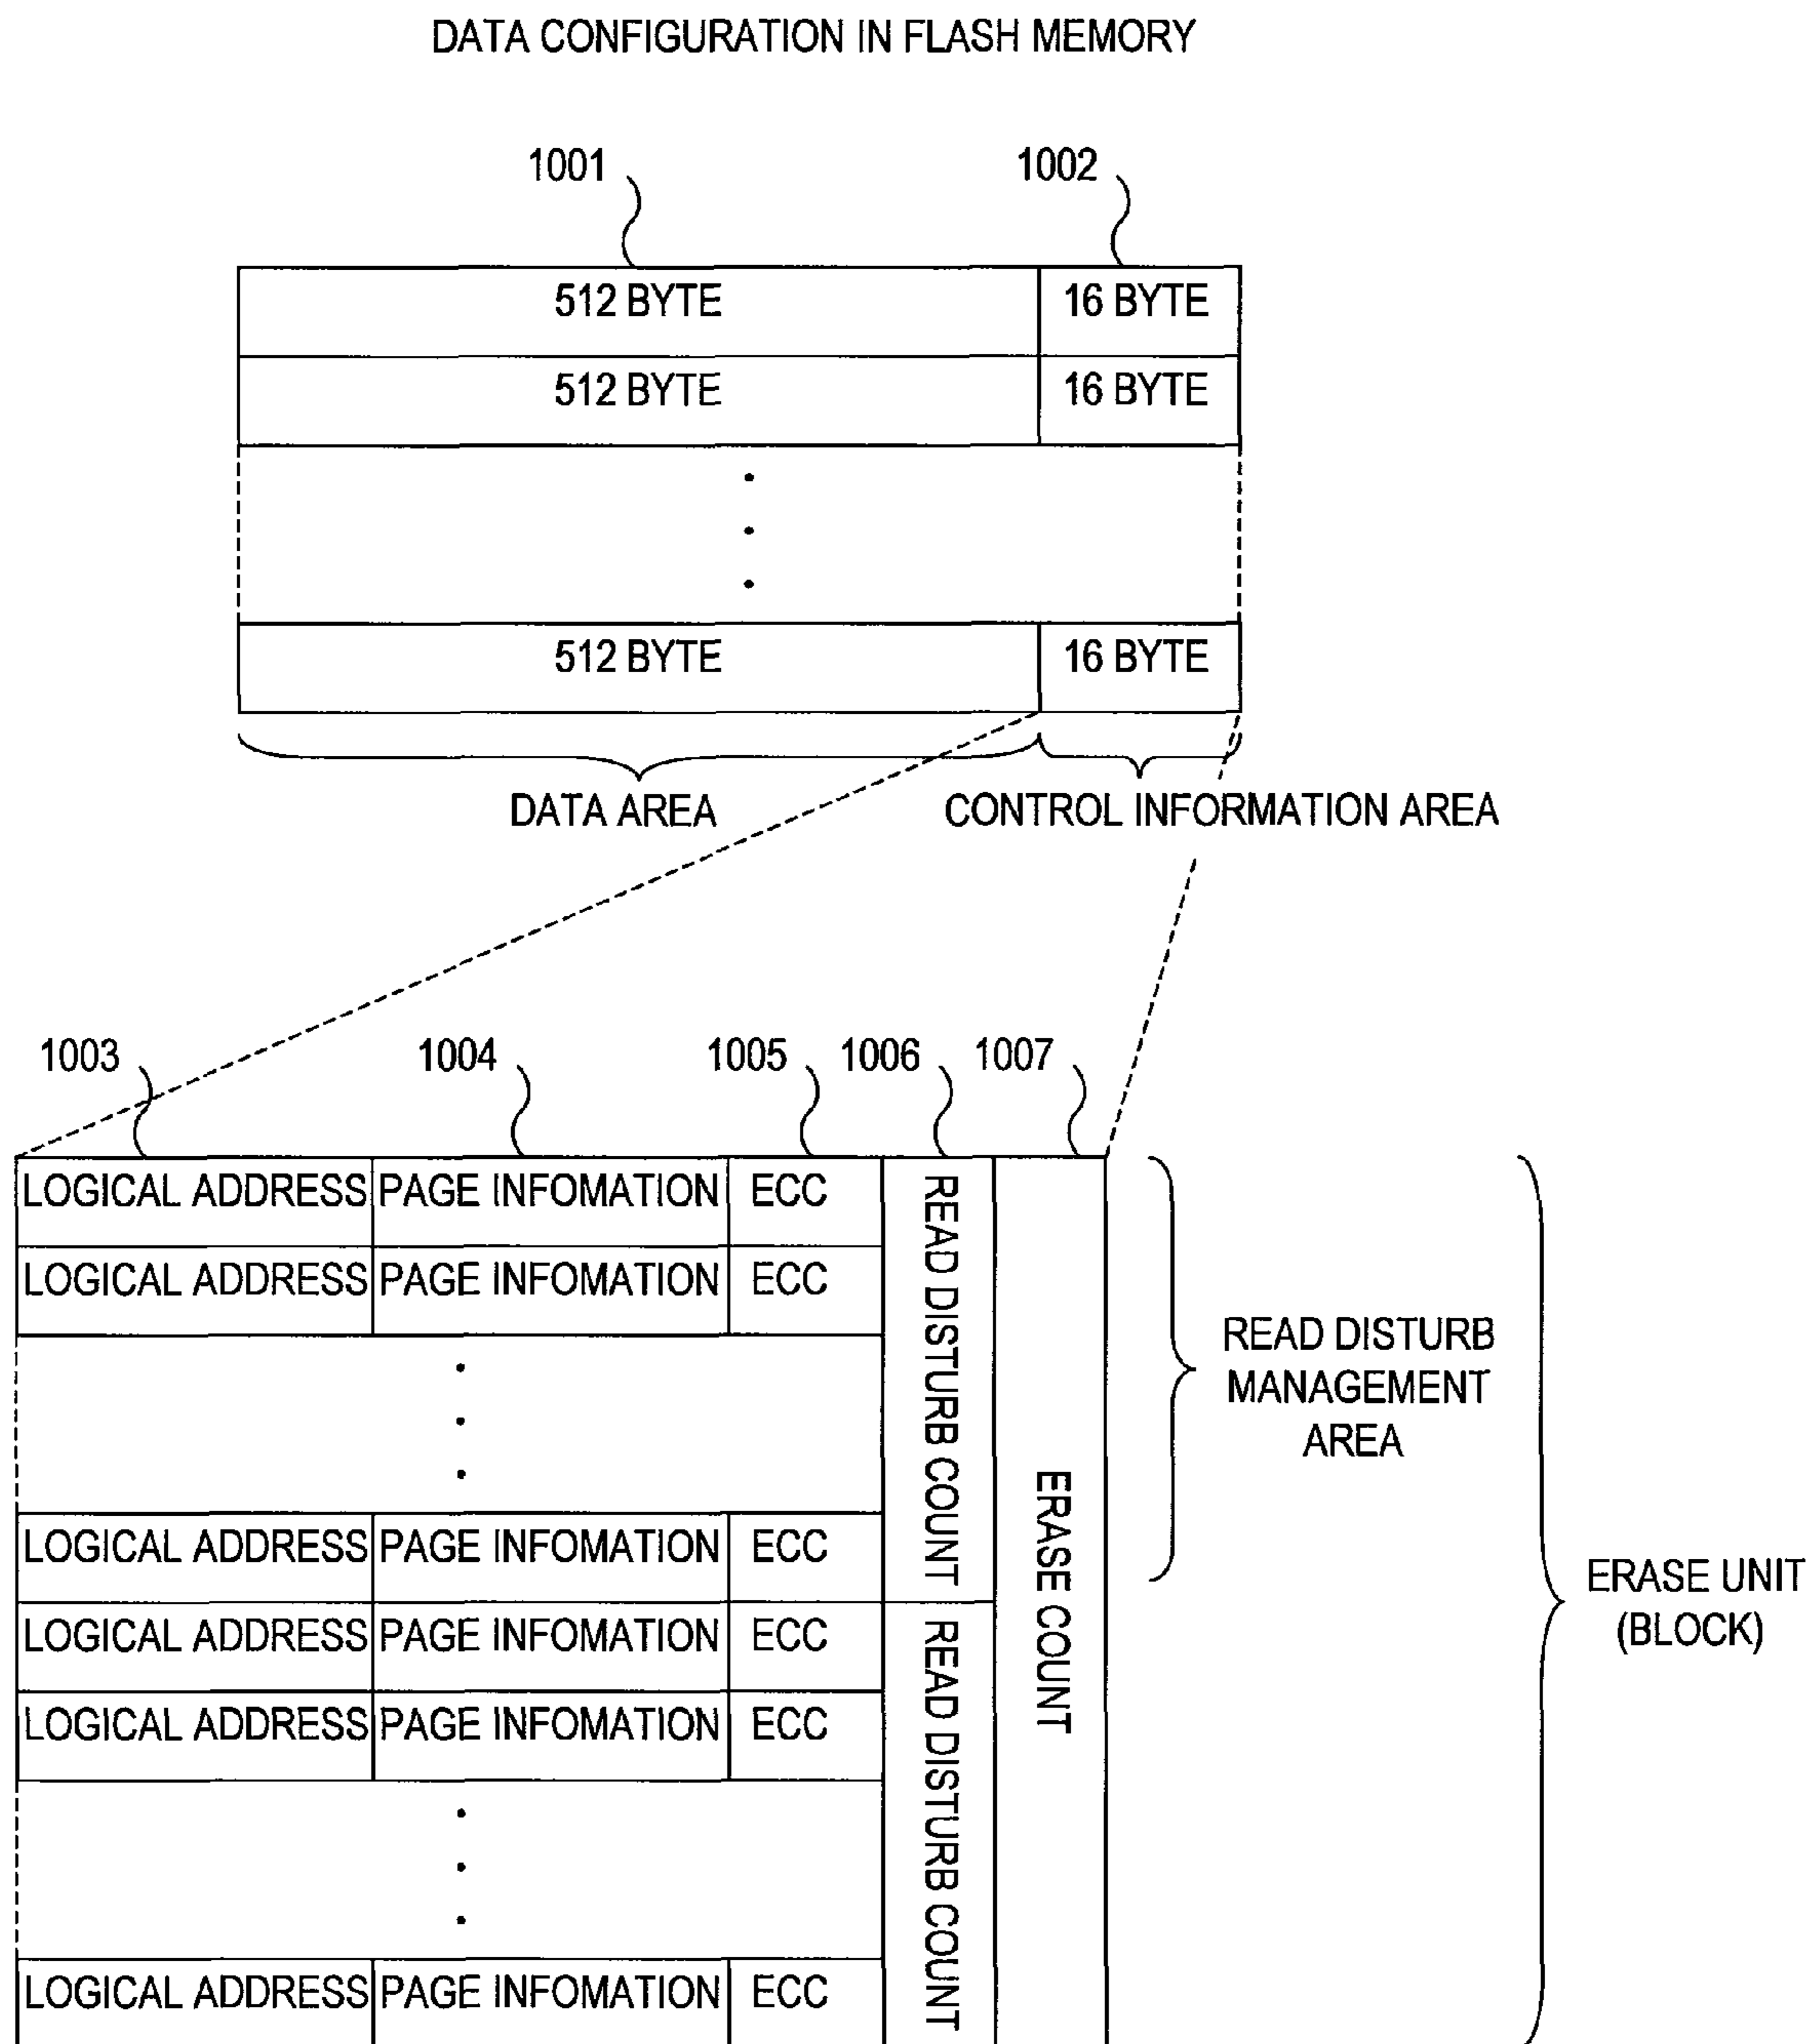 DATA CONFIGURATION IN FLASH MEMORY
1001
1002
512 BYTE 16 BYTE
512 BYTE 16 BYTE
512 BYTE 16 BYTE
DATA AREA
CONTROL INFORMATION AREA
1003 1004 1005 1006 1007
LOGICAL ADDRESS PAGE INFOMATION ECC
LOGICAL ADDRESS PAGE INFOMATION ECC
LOGICAL ADDRESS PAGE INFOMATION ECC
LOGICAL ADDRESS PAGE INFOMATION ECC
LOGICAL ADDRESS PAGE INFOMATION ECC
LOGICAL ADDRESS PAGE INFOMATION ECC
READ DISTURB COUNT
READ DISTURB COUNT
ERASE COUNT
READ DISTURB
MANAGEMENT
AREA
ERASE UNIT
(BLOCK)